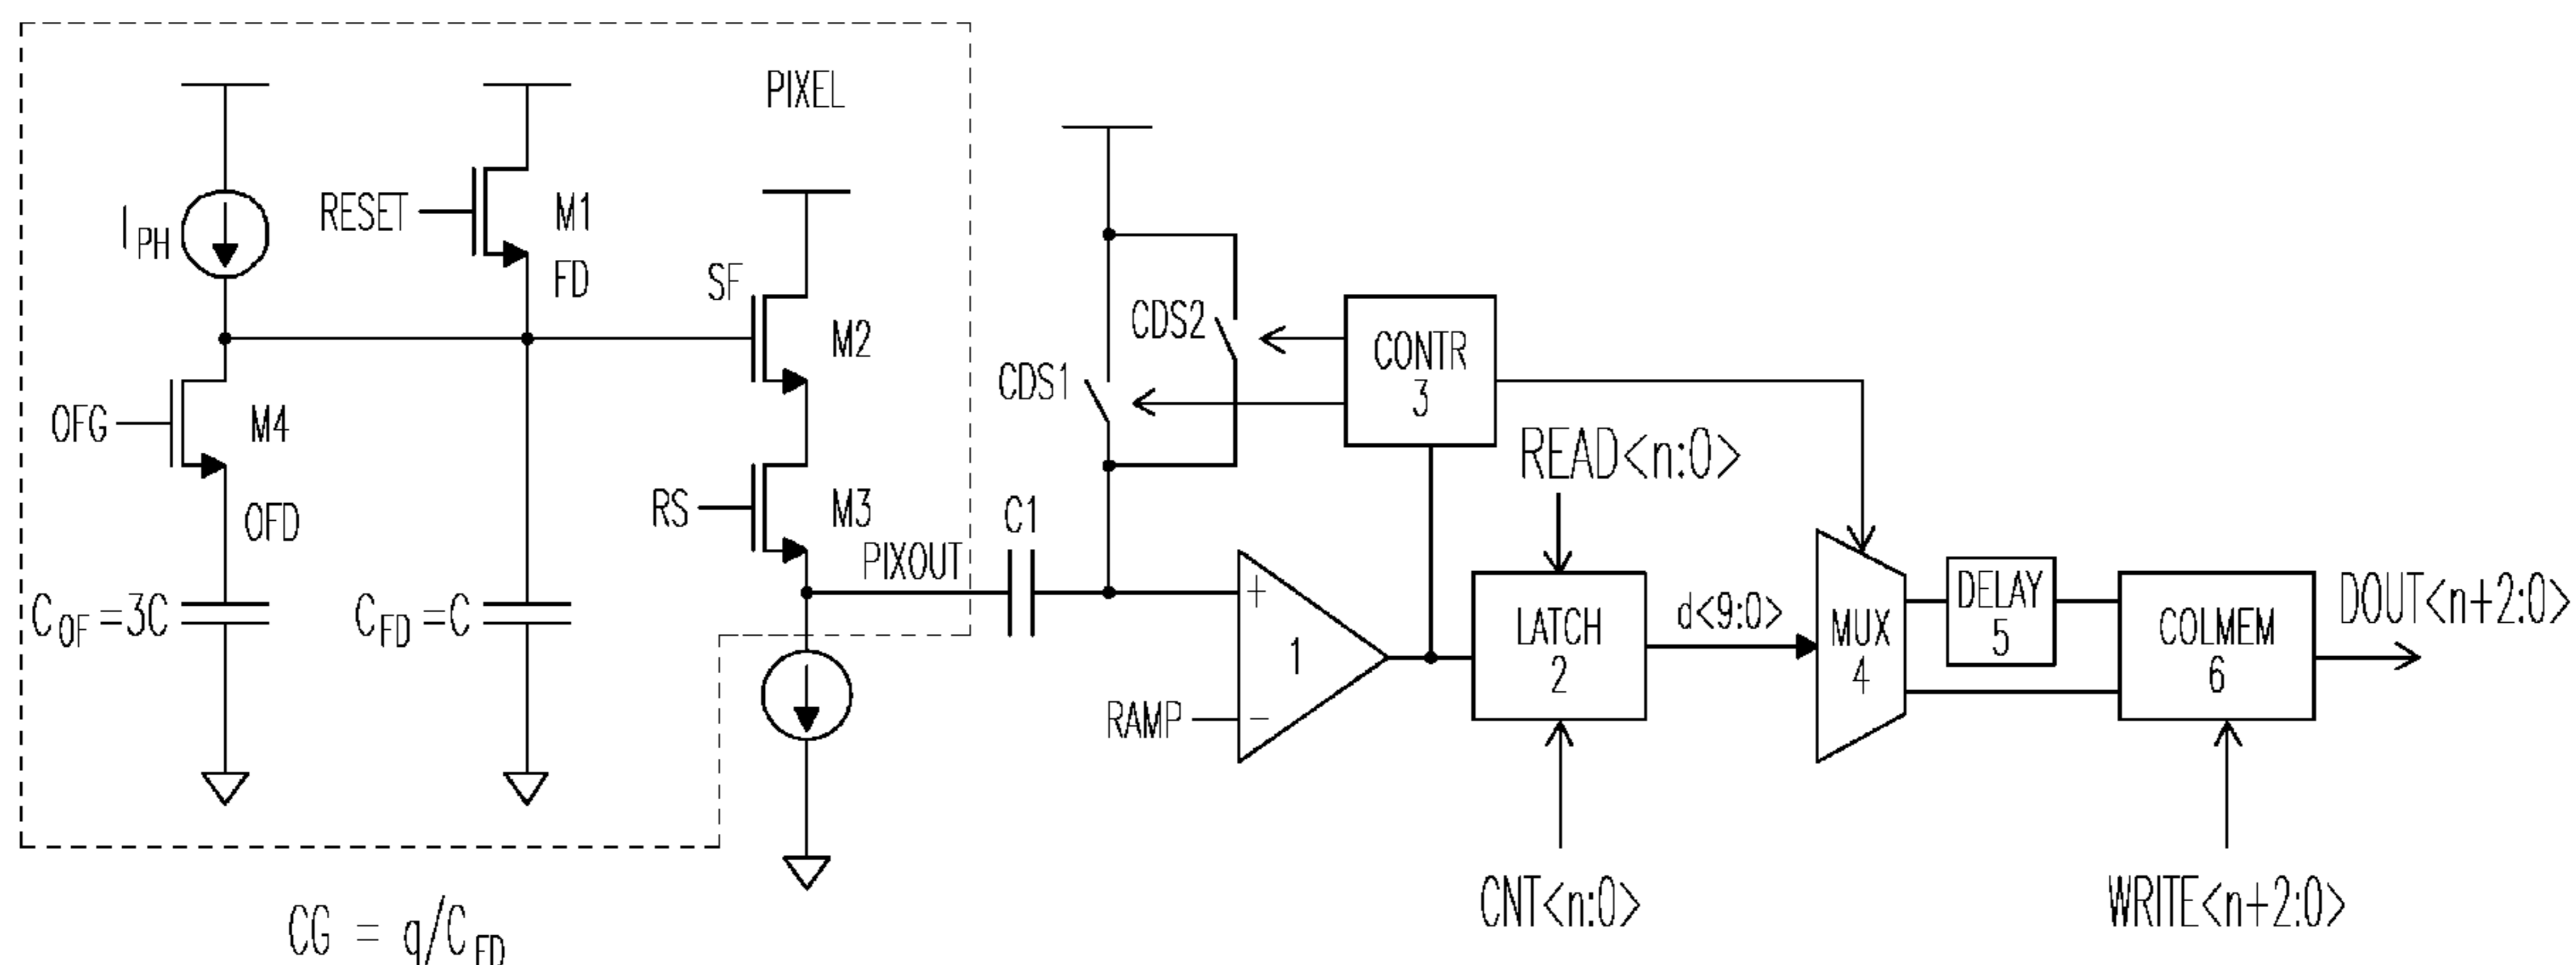 PIXEL
I PH
RESET
M1
FD
SF
M2
CDS2
CONTR
3
CDS1
OFG
M4
READ<n:0>
RS
M3
C1
OFD
PIXOUT
C OF =3C
C FD =C
+
1
RAMP
−
LATCH
2
d<9:0>
MUX
4
DELAY
5
COLMEM
6
DOUT<n+2:0>
CNT<n:0>
WRITE<n+2:0>
CG = q/C FD